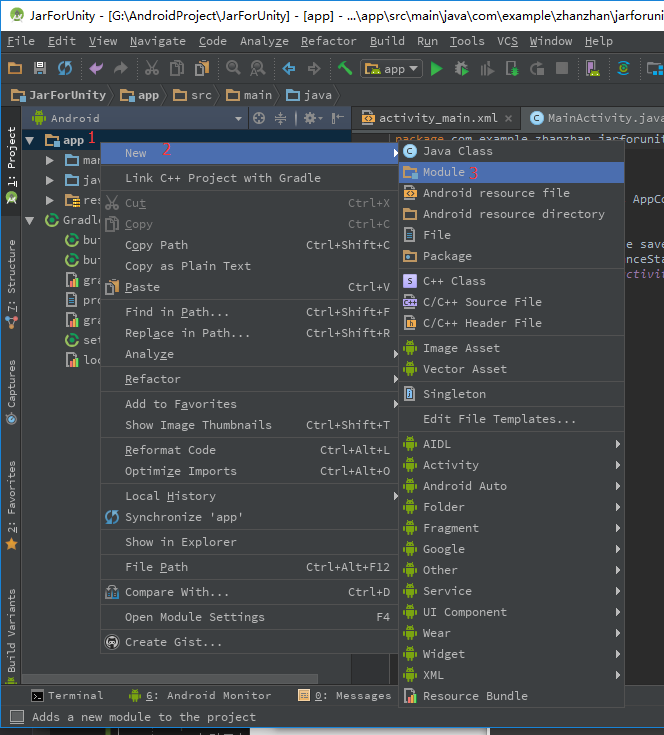 JarForUnity - [G:\AndroidProject\JarForUnity] - [app] - ...\app\src\main\java\com\example\zhanzhan\jarforunity
File Edit View Navigate Code Analyze Refactor Build Run Tools VCS Window Help
app
JarForUnity app src main java
Android
activity_main.xml
MainActivity.java
1: Project
7: Structure
Captures
2: Favorites
Build Variants
app 1
package com.example.zhanzhan.jarforunit
New 2
Link C++ Project with Gradle
Cut Ctrl+X
Copy Ctrl+C
Copy Path Ctrl+Shift+C
Copy as Plain Text
Paste Ctrl+V
Find in Path... Ctrl+Shift+F
Replace in Path... Ctrl+Shift+R
Analyze
Refactor
Add to Favorites
Show Image Thumbnails Ctrl+Shift+T
Reformat Code Ctrl+Alt+L
Optimize Imports Ctrl+Alt+O
Local History
Synchronize 'app'
Show in Explorer
File Path Ctrl+Alt+F12
Compare With... Ctrl+D
Open Module Settings F4
Create Gist...
Java Class
Module 3
Android resource file
Android resource directory
File
Package
C++ Class
C/C++ Source File
C/C++ Header File
Image Asset
Vector Asset
Singleton
Edit File Templates...
AIDL
Activity
Android Auto
Folder
Fragment
Google
Other
Service
UI Component
Wear
Widget
XML
Resource Bundle
ma
jav
res
Gradle
bu
bu
gra
pro
gra
set
loc
AppCo
e save
nceSta
ctivit
Terminal 6: Android Monitor 0: Messages
Adds a new module to the project